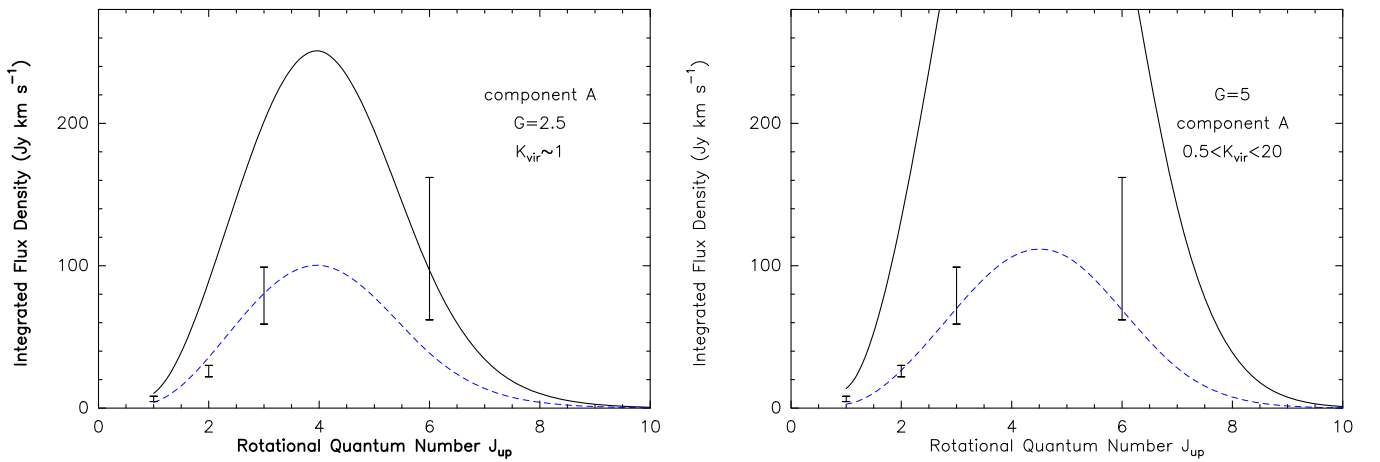 Integrated Flux Density (Jy km s⁻¹)
200
100
0
component A
G=2.5
Kvir~1
0 2 4 6 8 10
Rotational Quantum Number Jup
Integrated Flux Density (Jy km s⁻¹)
200
100
0
G=5
component A
0.5<Kvir<20
0 2 4 6 8 10
Rotational Quantum Number Jup